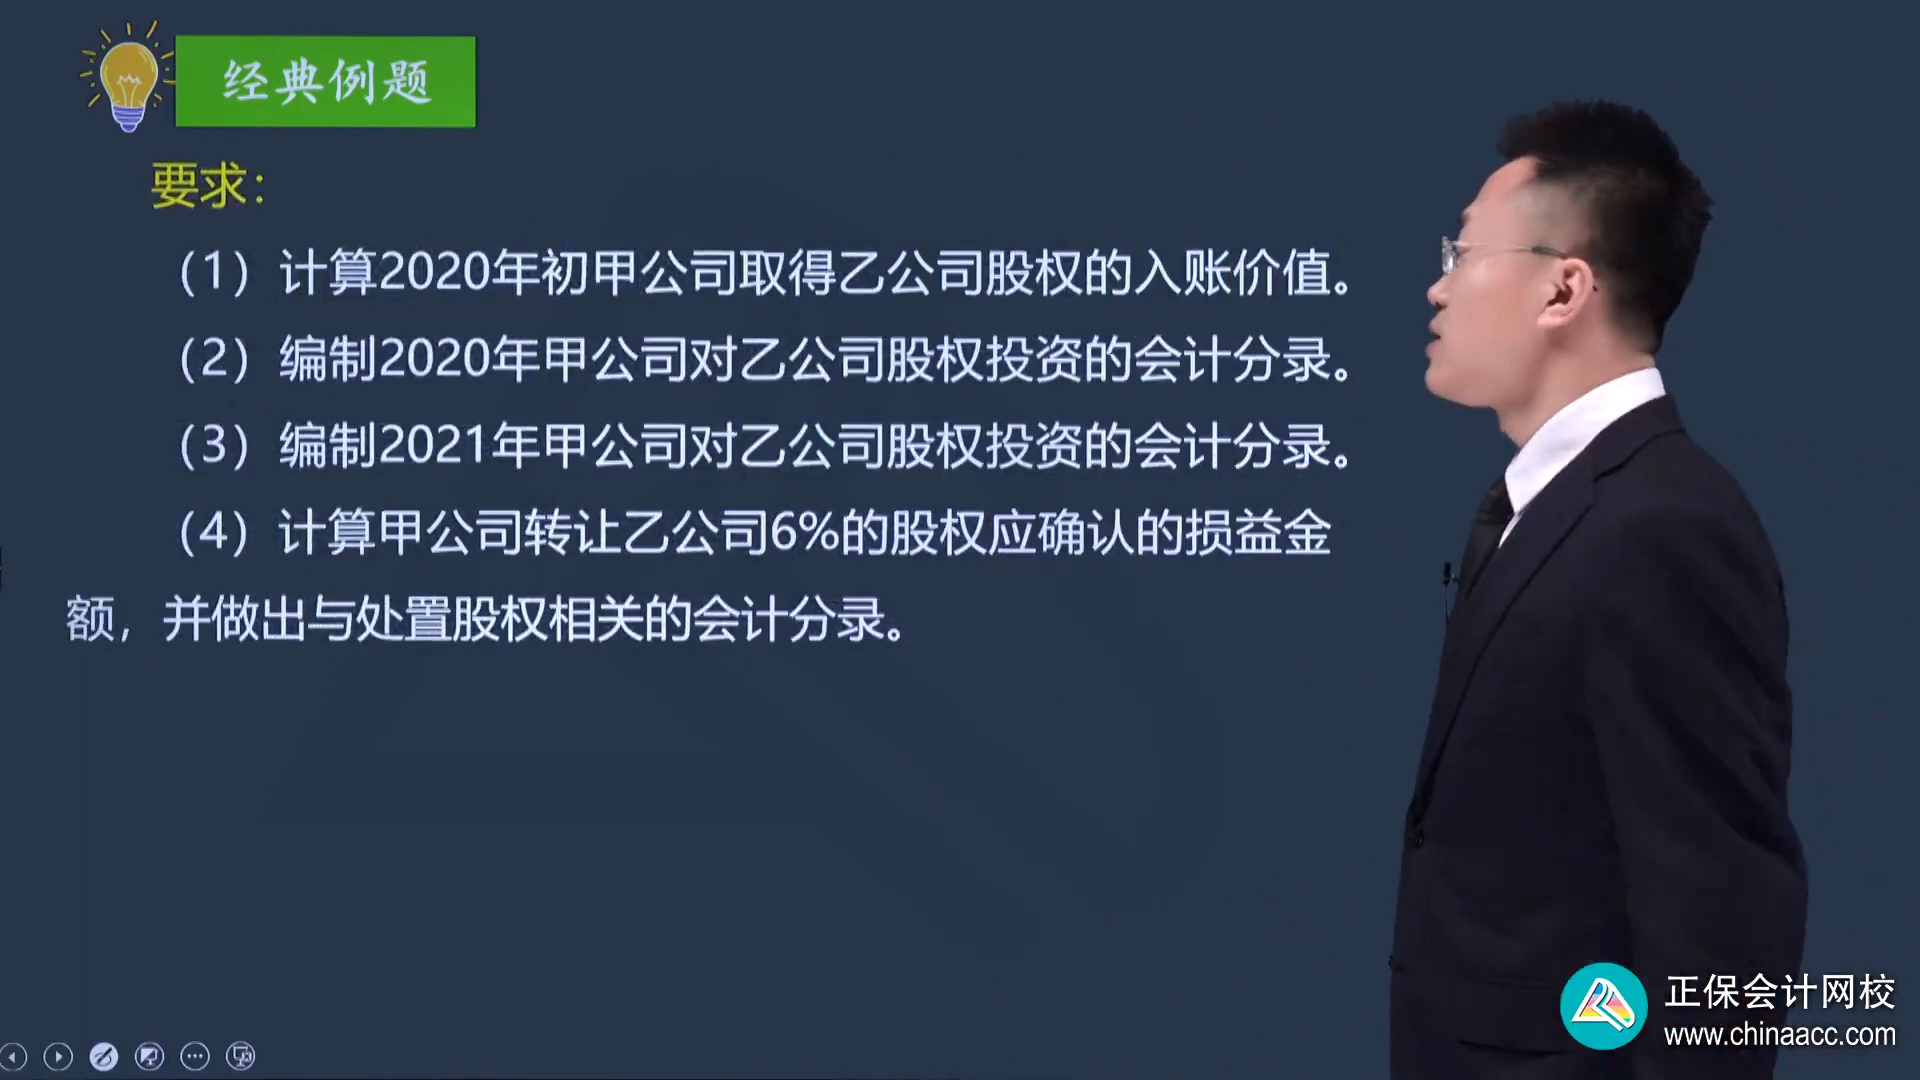 经典例题
要求：
（1）计算2020年初甲公司取得乙公司股权的入账价值。
（2）编制2020年甲公司对乙公司股权投资的会计分录。
（3）编制2021年甲公司对乙公司股权投资的会计分录。
（4）计算甲公司转让乙公司6%的股权应确认的损益金
额，并做出与处置股权相关的会计分录。
正保会计网校
www.chinaacc.com